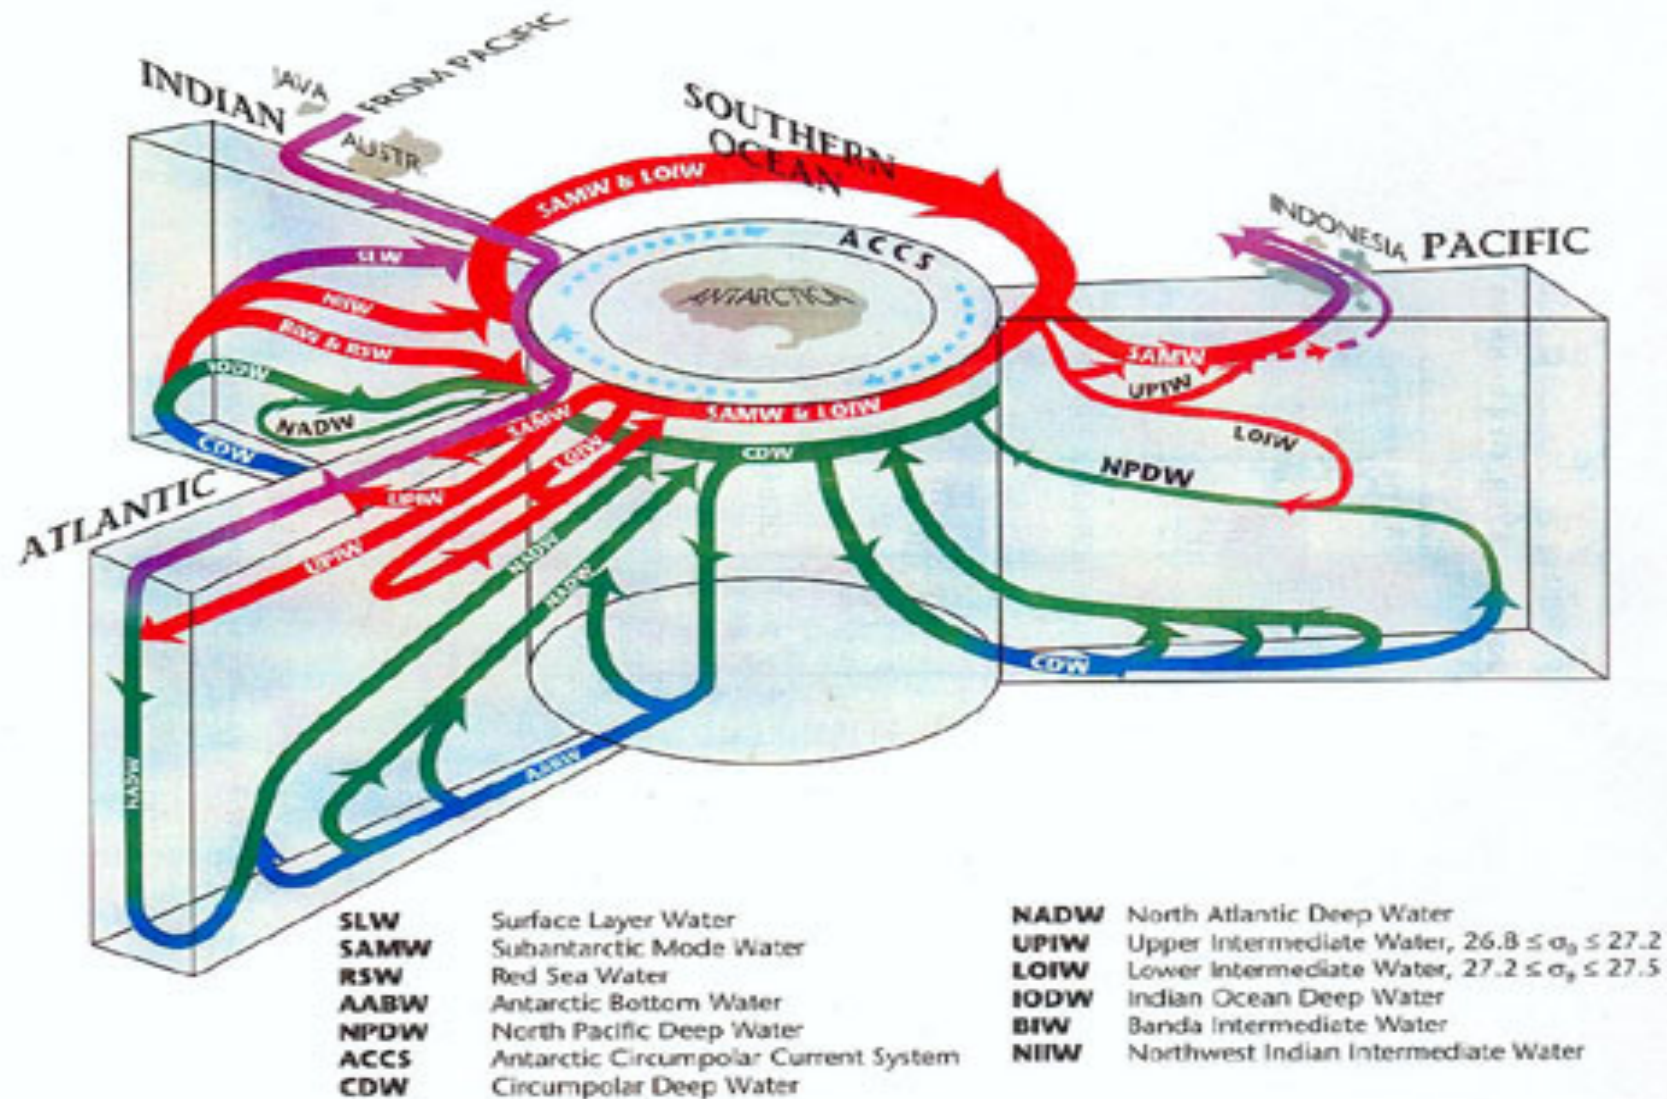 INDIAN
JAVA
FROM PACIFIC
AUSTR
SOUTHERN
OCEAN
SAMW & LOIW
ACCS
ANTARCTICA
INDONESIA
PACIFIC
SLW
NIIW
BIW & RSW
IODW
NADW
CDW
SAMW
LOIW
SAMW & LOIW
CDW
SAMW
UPIW
LOIW
NPDW
ATLANTIC
UPIW
UPIW
NADW
NADW
CDW
AABW
NADW
SLW Surface Layer Water
SAMW Subantarctic Mode Water
RSW Red Sea Water
AABW Antarctic Bottom Water
NPDW North Pacific Deep Water
ACCS Antarctic Circumpolar Current System
CDW Circumpolar Deep Water
NADW North Atlantic Deep Water
UPIW Upper Intermediate Water, 26.8 ≤ σθ ≤ 27.2
LOIW Lower Intermediate Water, 27.2 ≤ σθ ≤ 27.5
IODW Indian Ocean Deep Water
BIW Banda Intermediate Water
NIIW Northwest Indian Intermediate Water